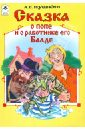 А.С. Пушкин
Сказка
о попе
и о работнике его
Балде